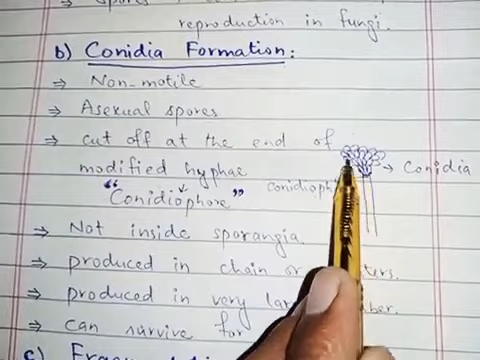 reproduction in fungi.
b) Conidia Formation:
⇒ Non-motile
⇒ Asexual spores
⇒ cut off at the end of
modified hyphae → Conidia
"Conidiophore"
⇒ Not inside sporangia
⇒ produced in chain or
⇒ produced in very
⇒ can survive for
c)